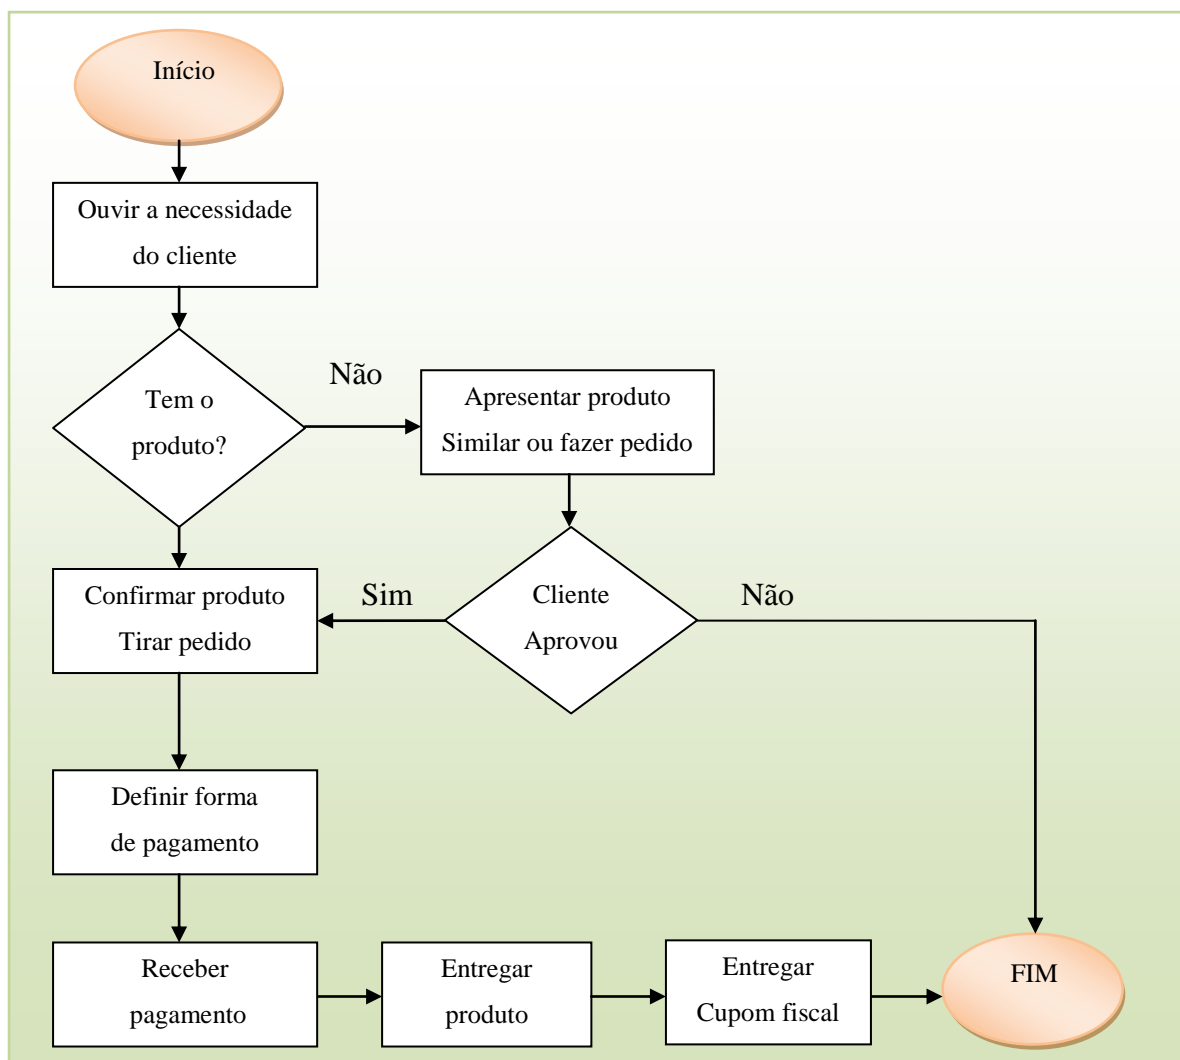 Início
Ouvir a necessidade
do cliente
Tem o
produto?
Não
Apresentar produto
Similar ou fazer pedido
Confirmar produto
Tirar pedido
Sim
Cliente
Aprovou
Não
Definir forma
de pagamento
Receber
pagamento
Entregar
produto
Entregar
Cupom fiscal
FIM